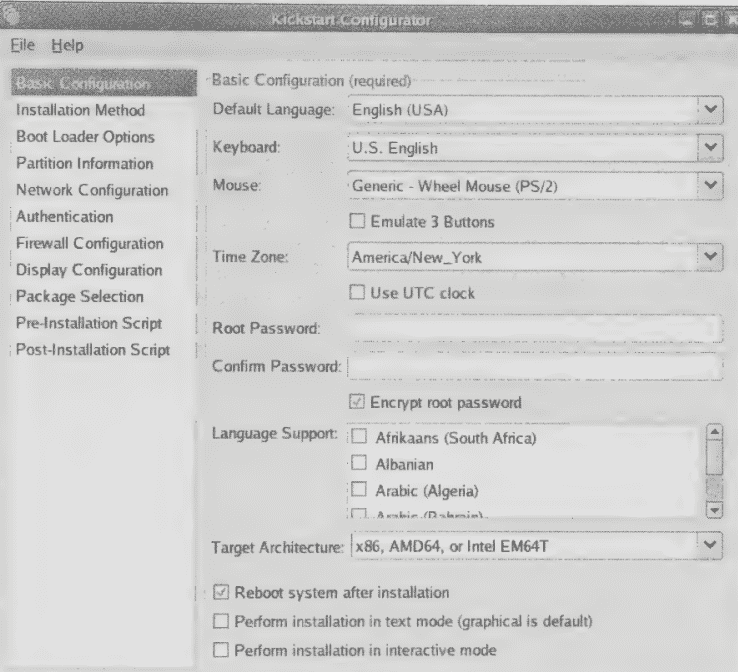 Kickstart Configurator
File Help
Basic Configuration
Installation Method
Boot Loader Options
Partition Information
Network Configuration
Authentication
Firewall Configuration
Display Configuration
Package Selection
Pre-Installation Script
Post-Installation Script
Basic Configuration (required)
Default Language: English (USA)
Keyboard: U.S. English
Mouse: Generic - Wheel Mouse (PS/2)
Emulate 3 Buttons
Time Zone: America/New_York
Use UTC clock
Root Password:
Confirm Password:
Encrypt root password
Language Support: Afrikaans (South Africa)
Albanian
Arabic (Algeria)
Arabic (Bahrain)
Target Architecture: x86, AMD64, or Intel EM64T
Reboot system after installation
Perform installation in text mode (graphical is default)
Perform installation in interactive mode